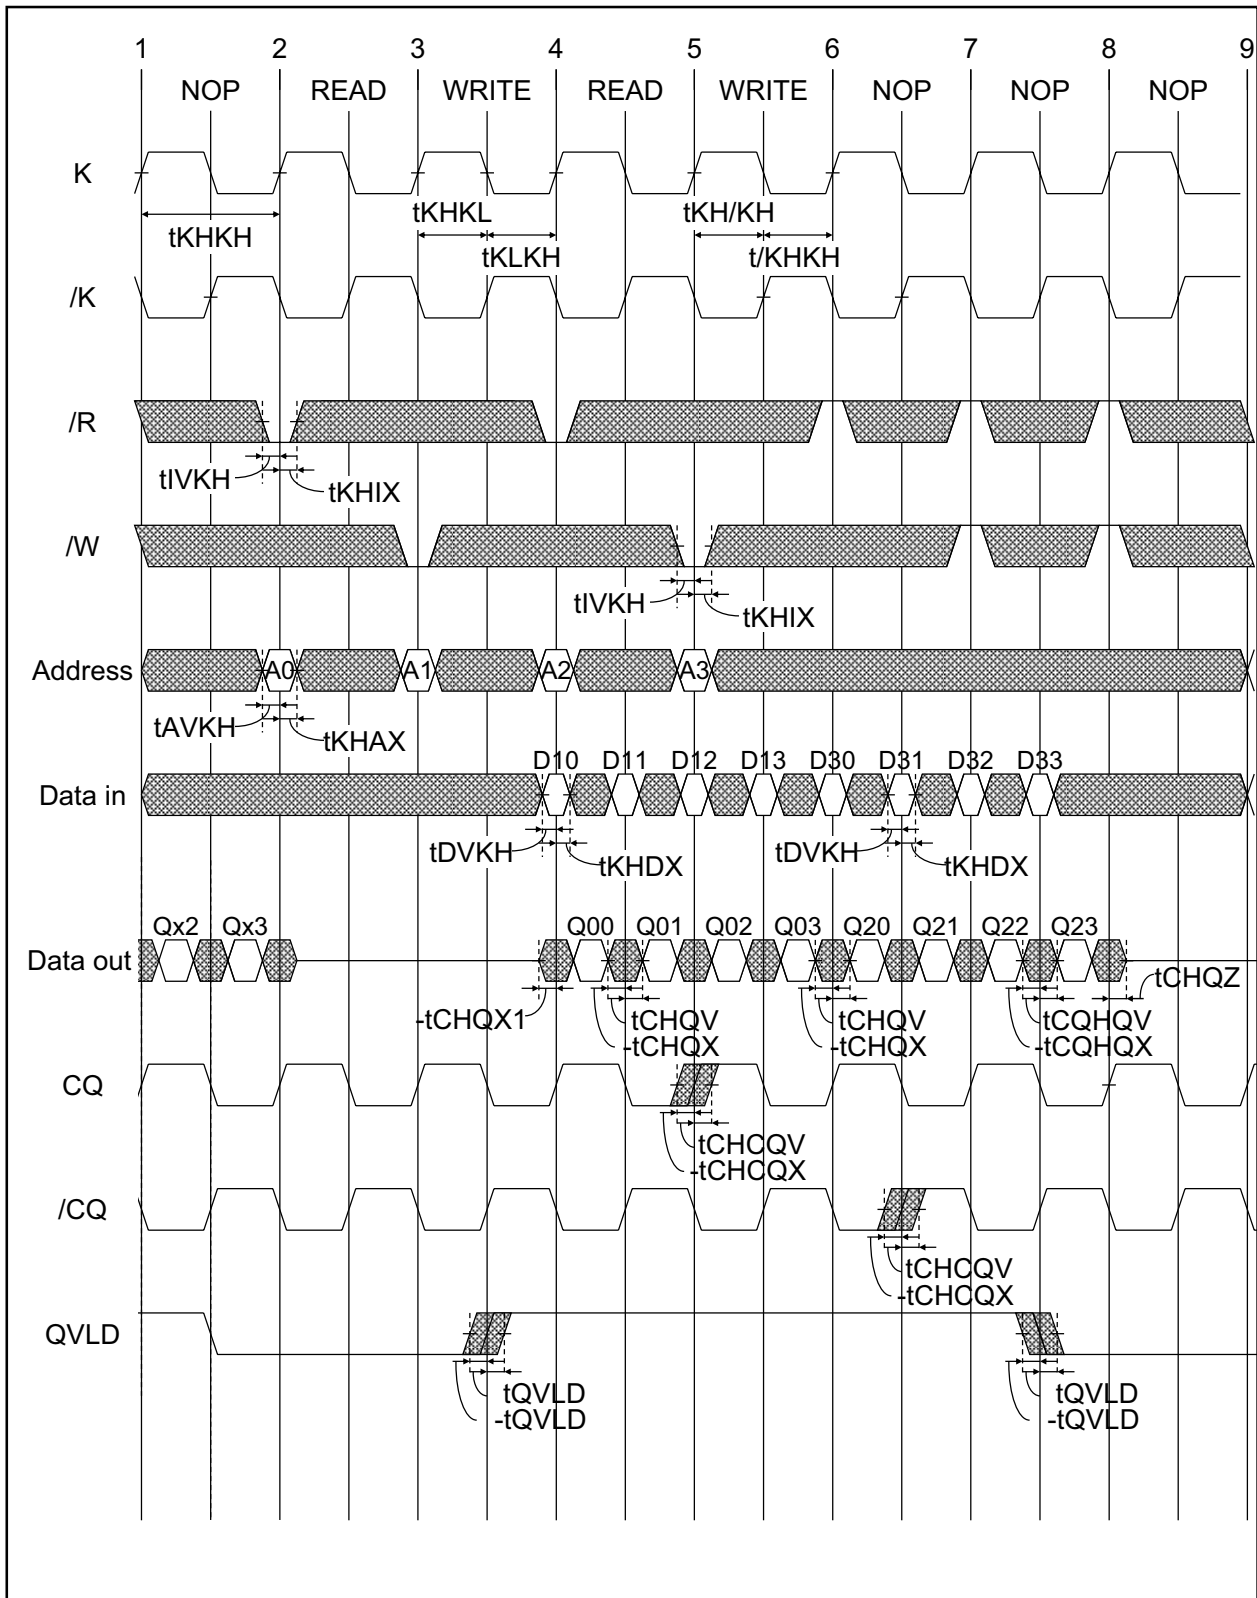 1 2 3 4 5 6 7 8 9
NOP READ WRITE READ WRITE NOP NOP NOP
K
tKHKH
tKHKL
tKLKH
tKH/KH
t/KHKH
/K
/R
tIVKH
tKHIX
/W
tIVKH
tKHIX
Address
A0 A1 A2 A3
tAVKH
tKHAX
D10 D11 D12 D13 D30 D31 D32 D33
Data in
tDVKH
tKHDX
tDVKH
tKHDX
Qx2 Qx3 Q00 Q01 Q02 Q03 Q20 Q21 Q22 Q23
Data out
-tCHQX1
tCHQV
-tCHQX
tCHQV
-tCHQX
tCQHQV
-tCQHQX
tCHQZ
CQ
tCHCQV
-tCHCQX
/CQ
tCHCQV
-tCHCQX
QVLD
tQVLD
-tQVLD
tQVLD
-tQVLD